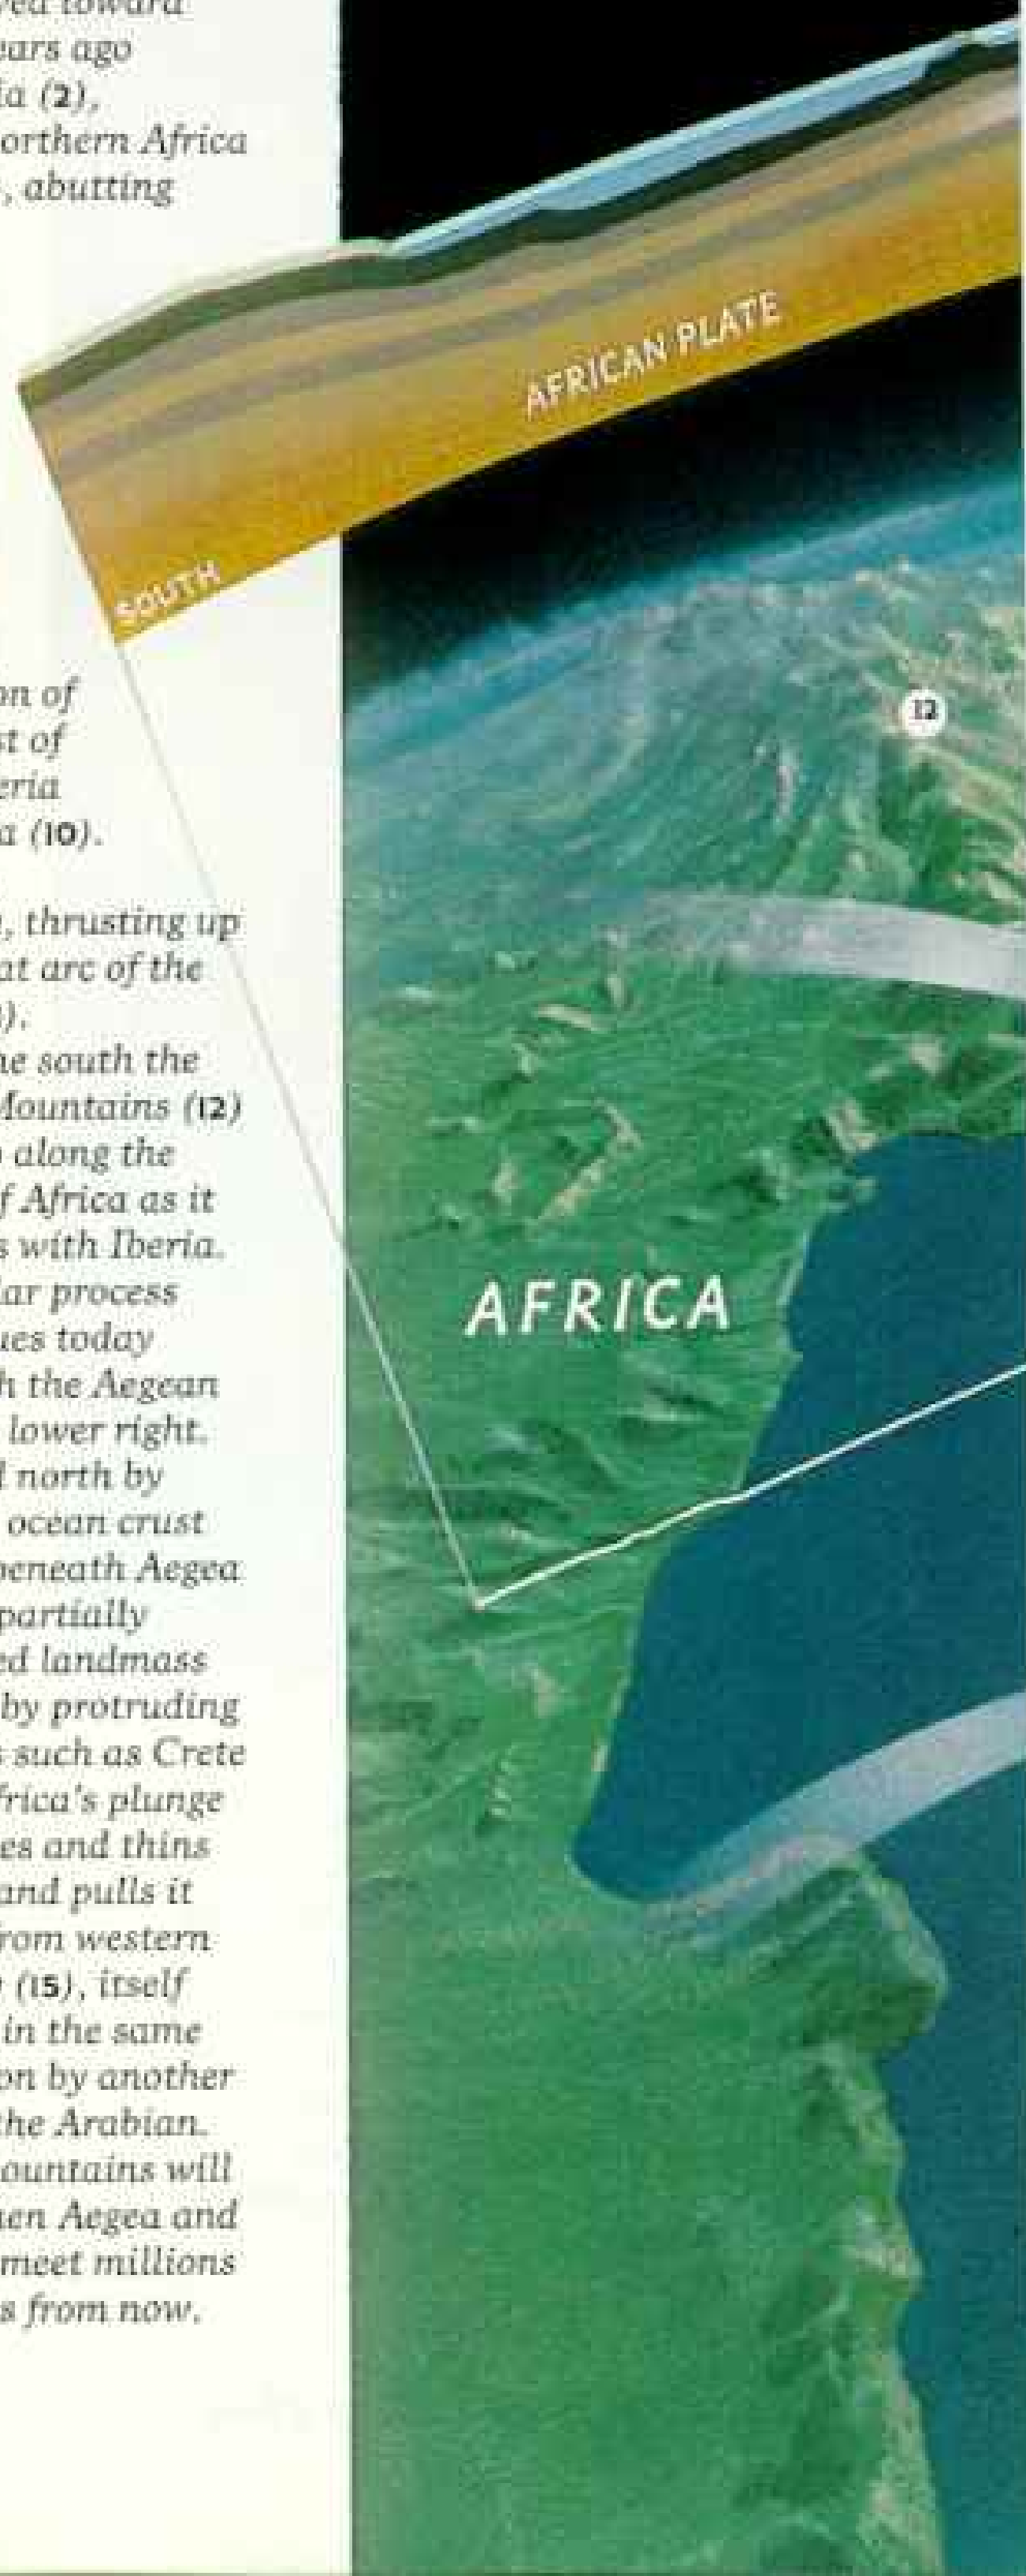 ved toward
ears ago
ia (2),
orthern Africa
, abutting
AFRICAN PLATE
SOUTH
on of
st of
eria
a (10).
12
, thrusting up
at arc of the
).
he south the
Mountains (12)
along the
f Africa as it
s with Iberia.
lar process
ues today
h the Aegean
lower right.
d north by
ocean crust
beneath Aegea
partially
ed landmass
by protruding
s such as Crete
frica's plunge
es and thins
and pulls it
from western
(15), itself
in the same
on by another
the Arabian.
ountains will
hen Aegea and
meet millions
s from now.
AFRICA